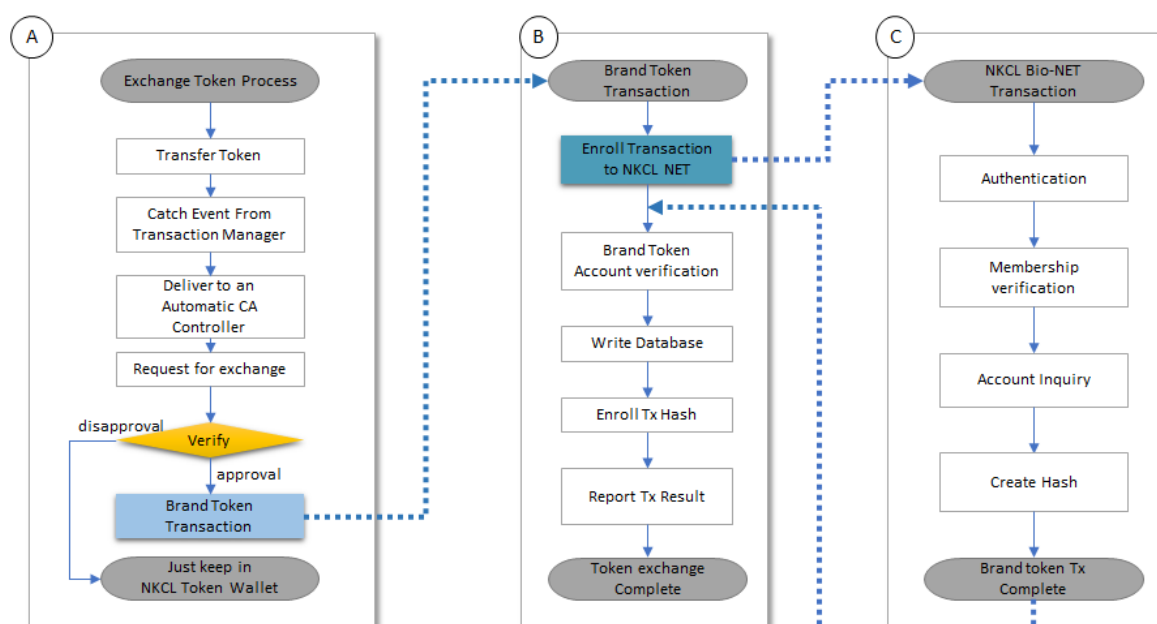 A
Exchange Token Process
Transfer Token
Catch Event From
Transaction Manager
Deliver to an
Automatic CA
Controller
Request for exchange
disapproval
Verify
approval
Brand Token
Transaction
Just keep in
NKCL Token Wallet
B
Brand Token
Transaction
Enroll Transaction
to NKCL NET
Brand Token
Account verification
Write Database
Enroll Tx Hash
Report Tx Result
Token exchange
Complete
C
NKCL Bio-NET
Transaction
Authentication
Membership
verification
Account Inquiry
Create Hash
Brand token Tx
Complete